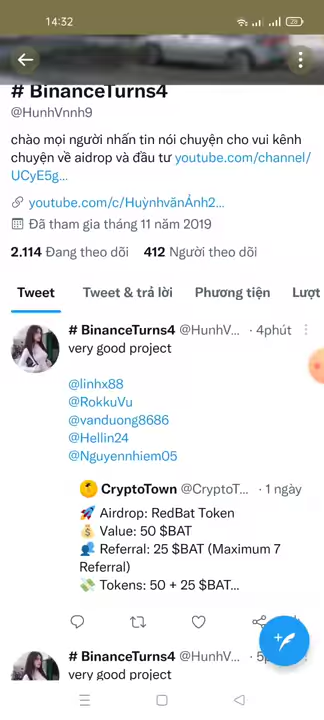 14:32
29
# BinanceTurns4
@HunhVnnh9
chào mọi người nhấn tin nói chuyện cho vui kênh
chuyện về aidrop và đầu tư youtube.com/channel/
UCyE5g...
youtube.com/c/HuỳnhvănÁnh2...
Đã tham gia tháng 11 năm 2019
2.114 Đang theo dõi 412 Người theo dõi
Tweet Tweet & trả lời Phương tiện Lượt
# BinanceTurns4 @HunhV... · 4phút
very good project
@linhx88
@RokkuVu
@vanduong8686
@Hellin24
@Nguyennhiem05
CryptoTown @CryptoT... · 1 ngày
🚀 Airdrop: RedBat Token
💰 Value: 50 $BAT
👥 Referral: 25 $BAT (Maximum 7
Referral)
💸 Tokens: 50 + 25 $BAT...
# BinanceTurns4 @HunhV... · 5p
very good project